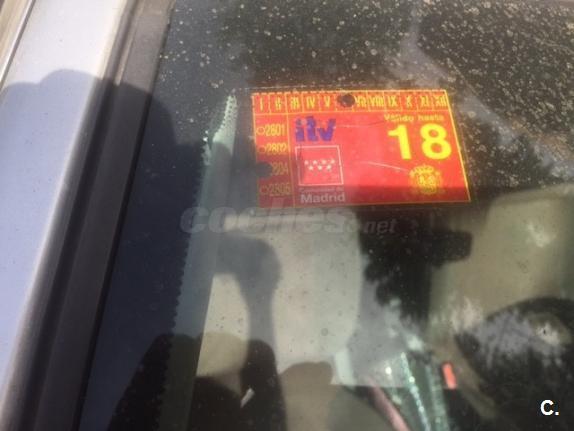 I II III IV V VII VIII IX X XI XII
2801
2802
2804
2805
itv
Válido hasta
18
Comunidad de
Madrid
coches.net
C.